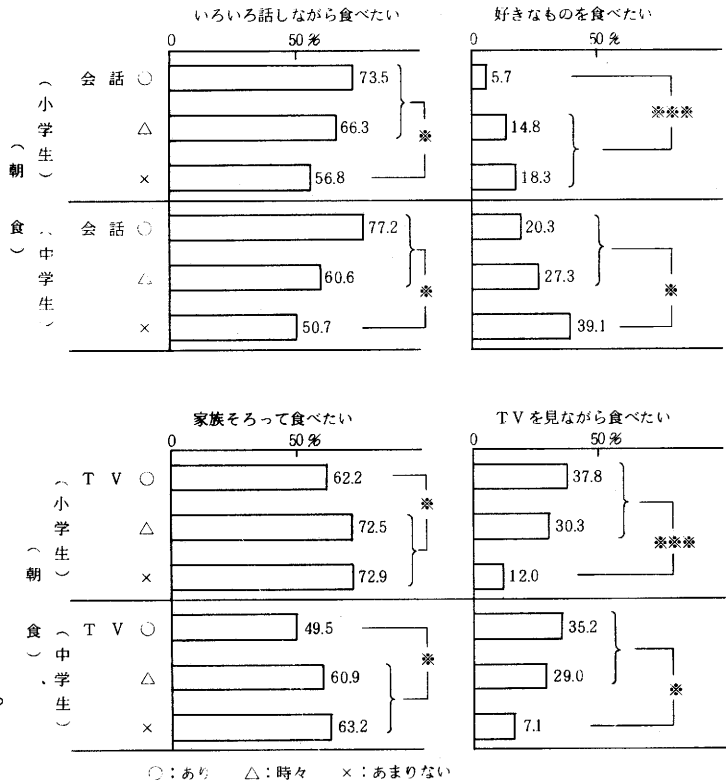 いろいろ話しながら食べたい 好きなものを食べたい
0 50% 0 50%
会話 ○ 73.5 5.7
△ 66.3 ※ 14.8 ※※※
× 56.8 18.3
(小学生)
(朝食)
会話 ○ 77.2 20.3
△ 60.6 ※ 27.3 ※
× 50.7 39.1
(中学生)
家族そろって食べたい TVを見ながら食べたい
0 50% 0 50%
TV ○ 62.2 37.8
△ 72.5 ※ 30.3 ※※※
× 72.9 12.0
(小学生)
(朝食)
TV ○ 49.5 35.2
△ 60.9 ※ 29.0 ※
× 63.2 7.1
(中学生)
○:あり △:時々 ×:あまりない